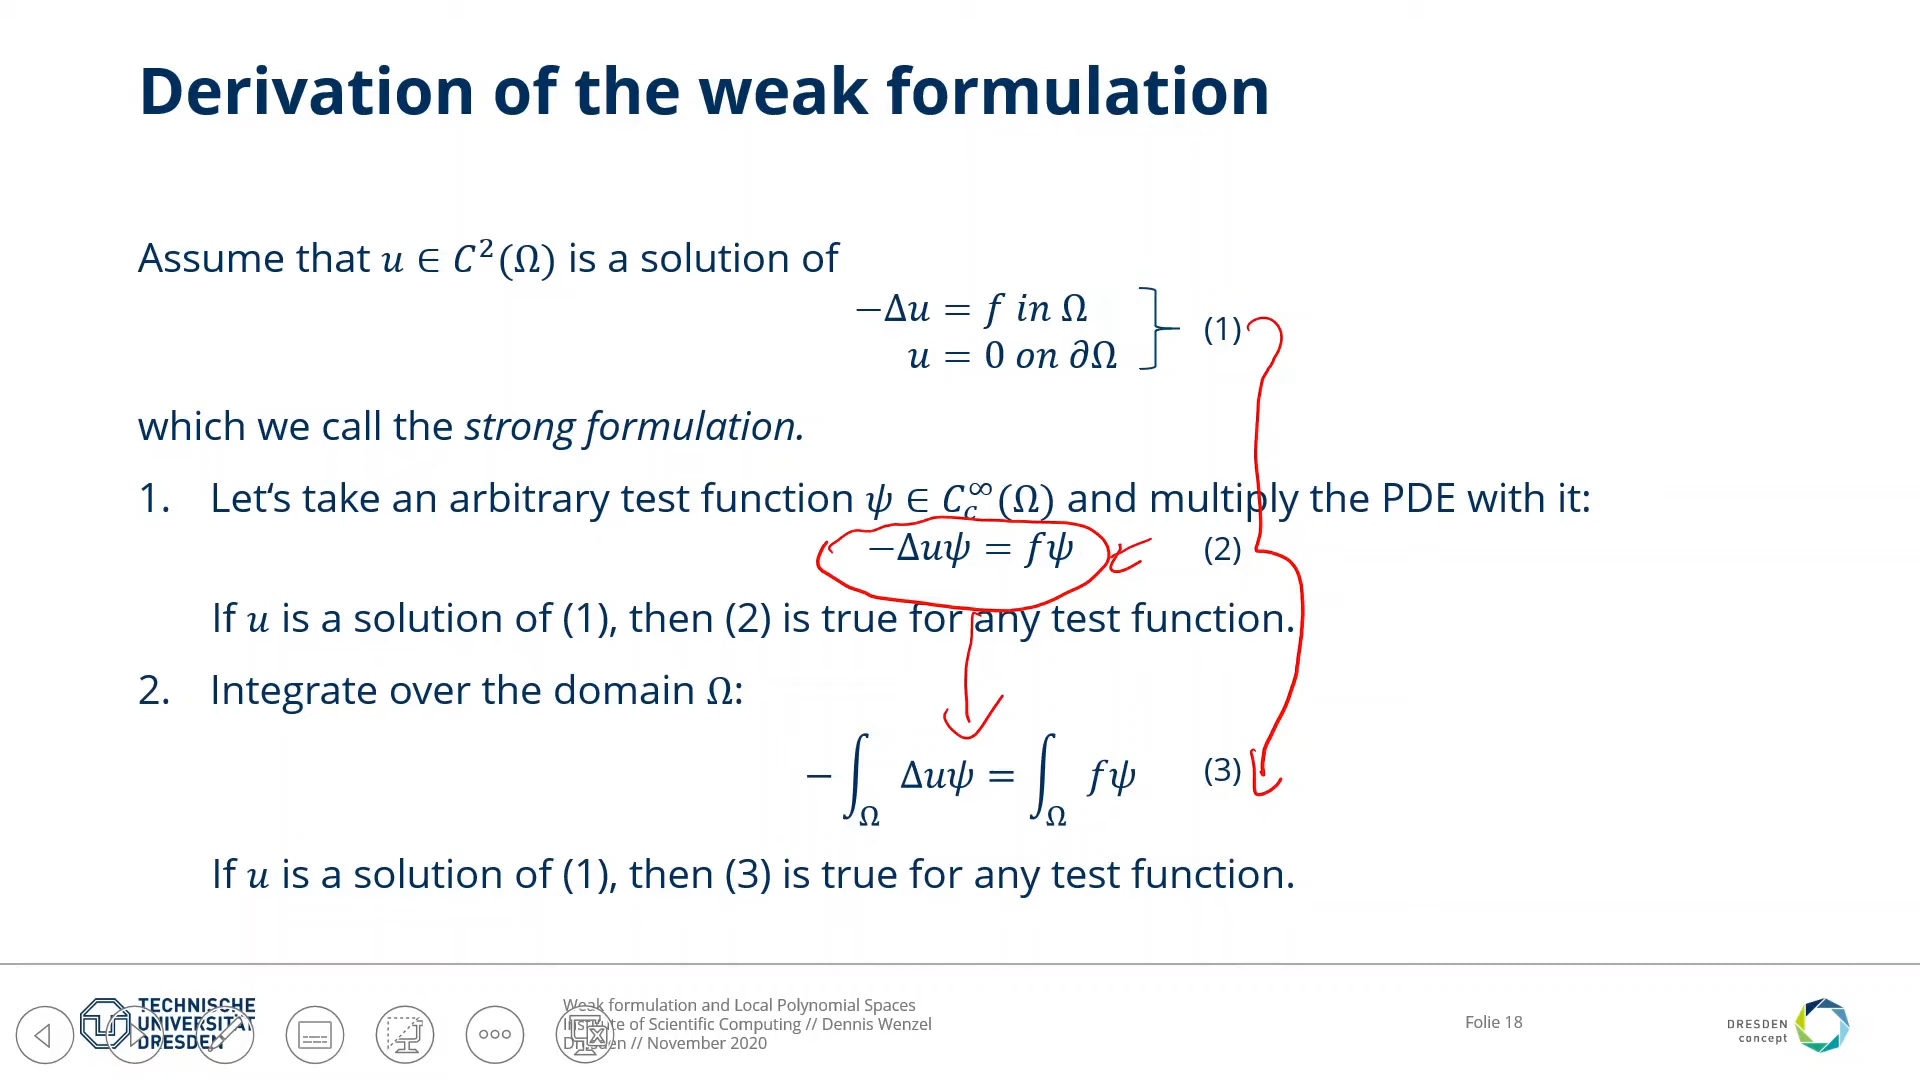 Derivation of the weak formulation
Assume that u ∈ C²(Ω) is a solution of
−Δu = f in Ω
u = 0 on ∂Ω
(1)
which we call the strong formulation.
1. Let‘s take an arbitrary test function ψ ∈ C_c^∞(Ω) and multiply the PDE with it:
−Δuψ = fψ (2)
If u is a solution of (1), then (2) is true for any test function.
2. Integrate over the domain Ω:
− ∫_Ω Δuψ = ∫_Ω fψ (3)
If u is a solution of (1), then (3) is true for any test function.
TECHNISCHE
UNIVERSITÄT
DRESDEN
Weak formulation and Local Polynomial Spaces
Institute of Scientific Computing // Dennis Wenzel
Dresden // November 2020
Folie 18
DRESDEN
concept